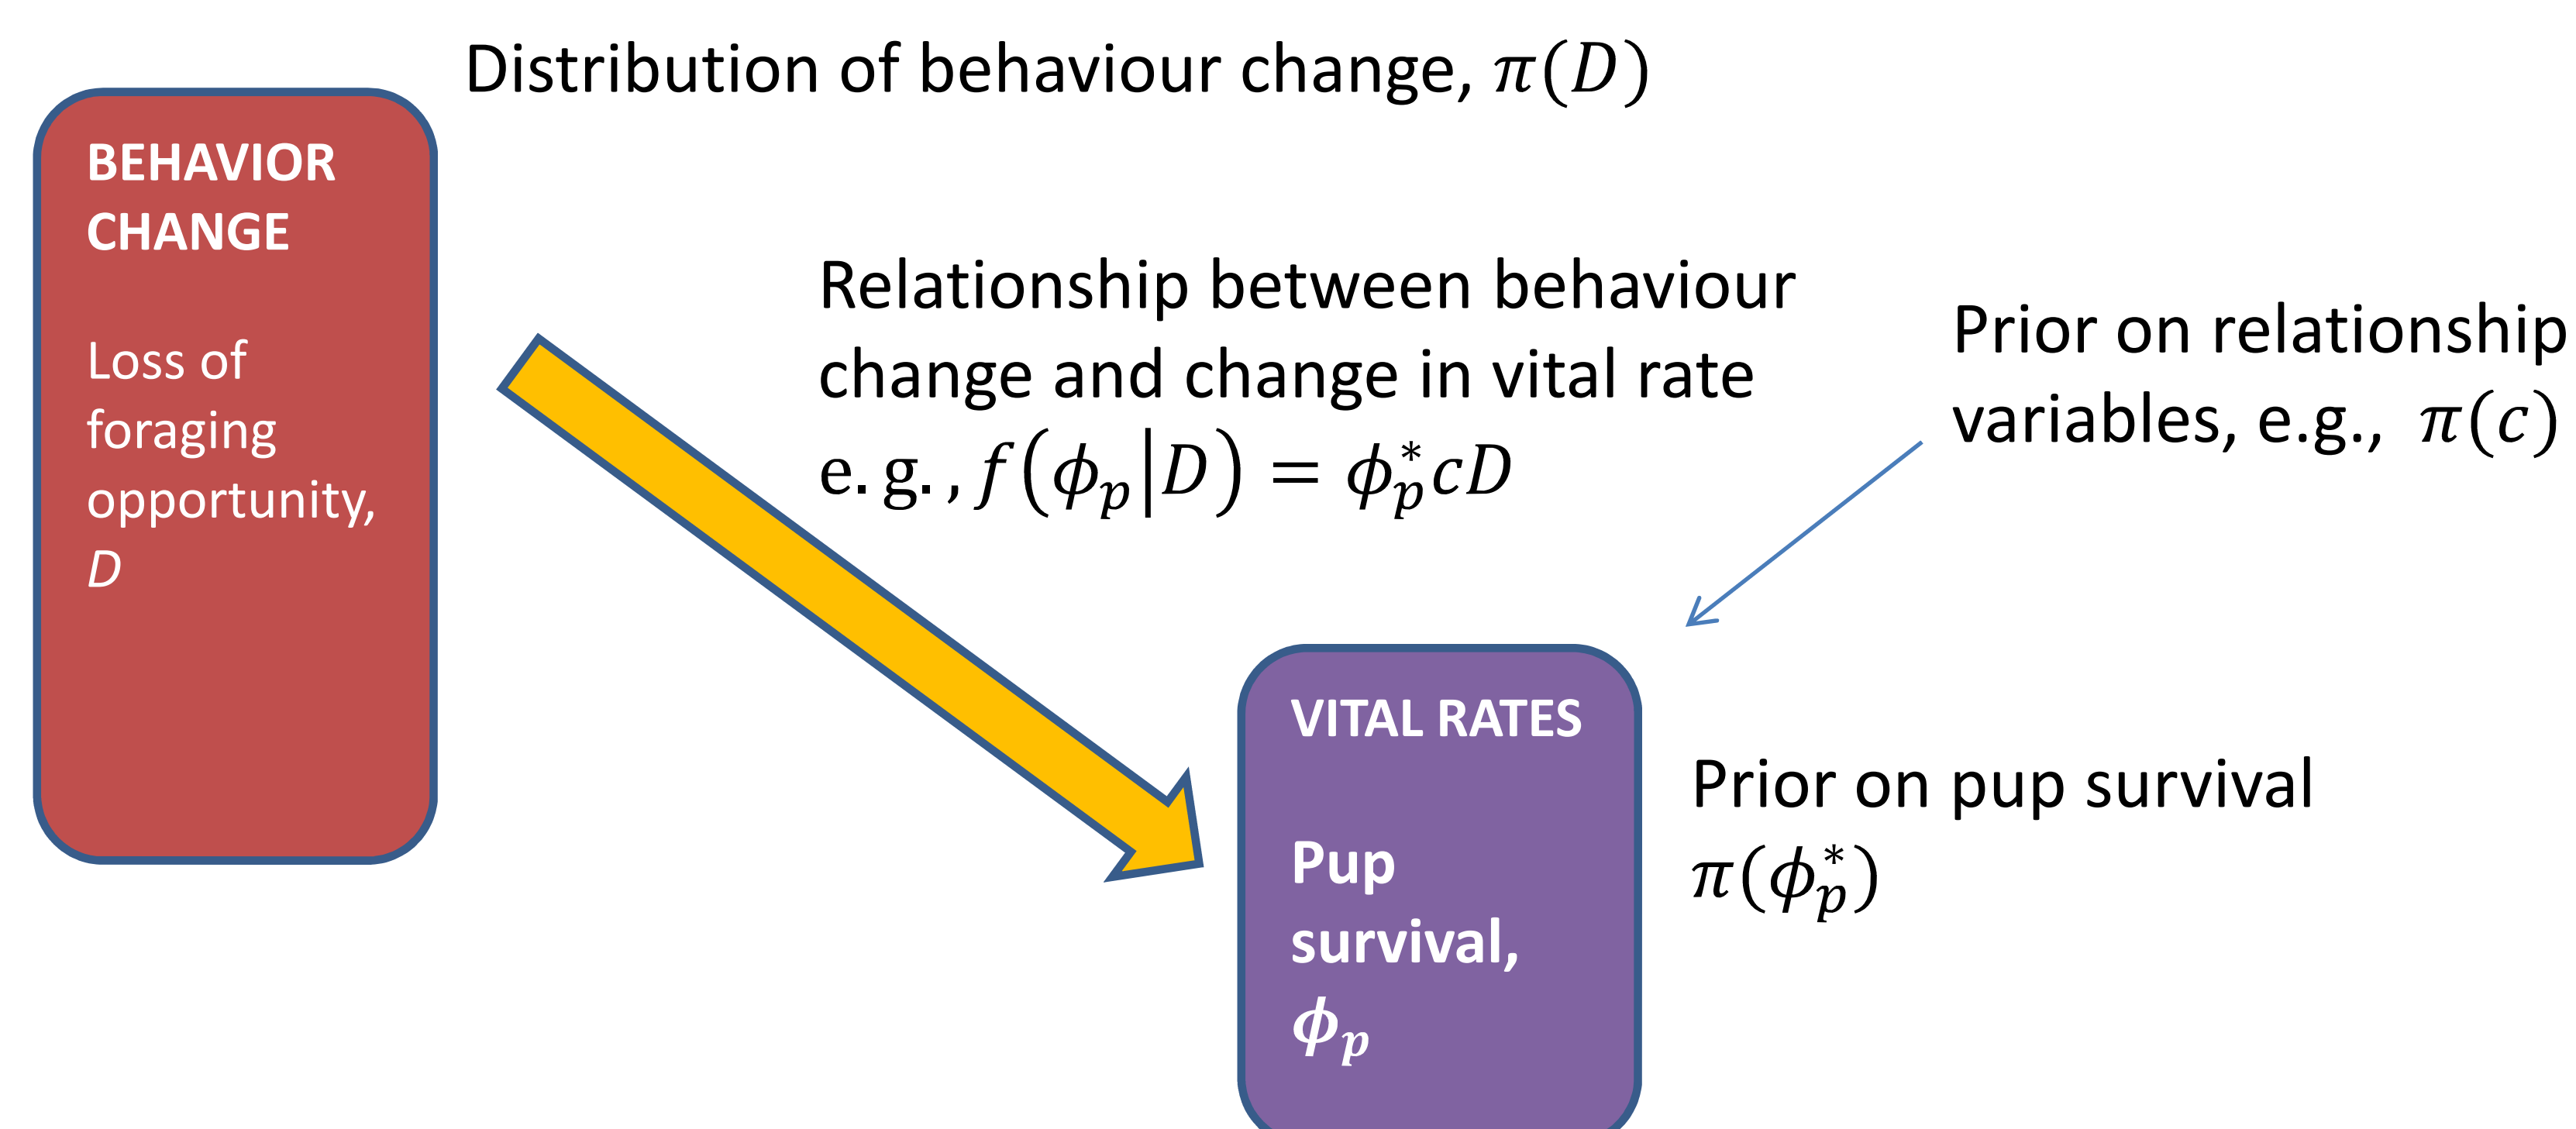 Distribution of behaviour change, π(D)
BEHAVIOR
CHANGE
Loss of
foraging
opportunity,
D
Relationship between behaviour
change and change in vital rate
e.g., f(ϕₚ|D) = ϕₚ*cD
Prior on relationship
variables, e.g., π(c)
VITAL RATES
Pup
survival,
ϕₚ
Prior on pup survival
π(ϕₚ*)